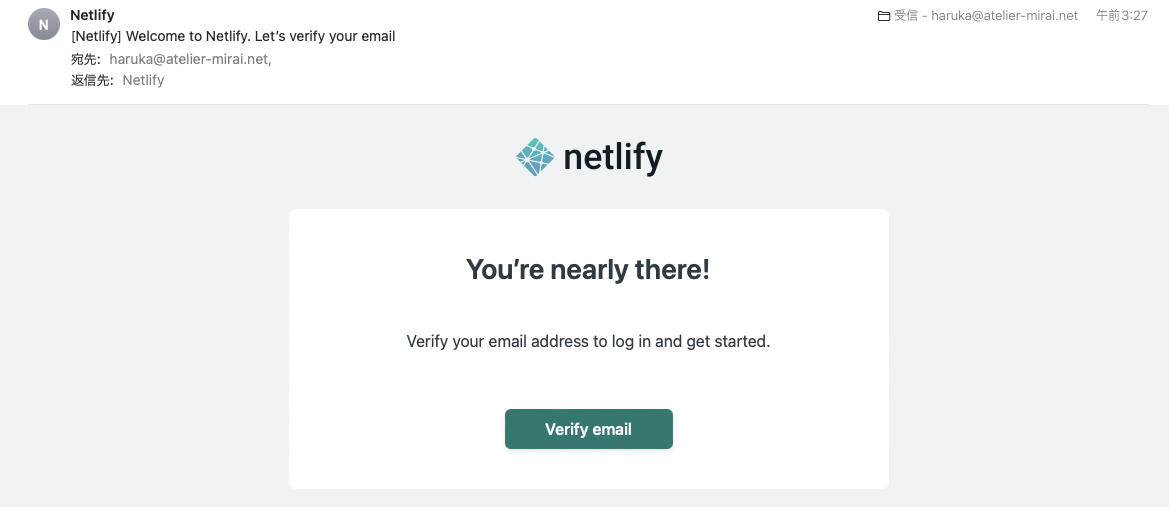 N
Netlify
受信 - haruka@atelier-mirai.net 午前3:27
[Netlify] Welcome to Netlify. Let’s verify your email
宛先: haruka@atelier-mirai.net,
返信先: Netlify
netlify
You’re nearly there!
Verify your email address to log in and get started.
Verify email